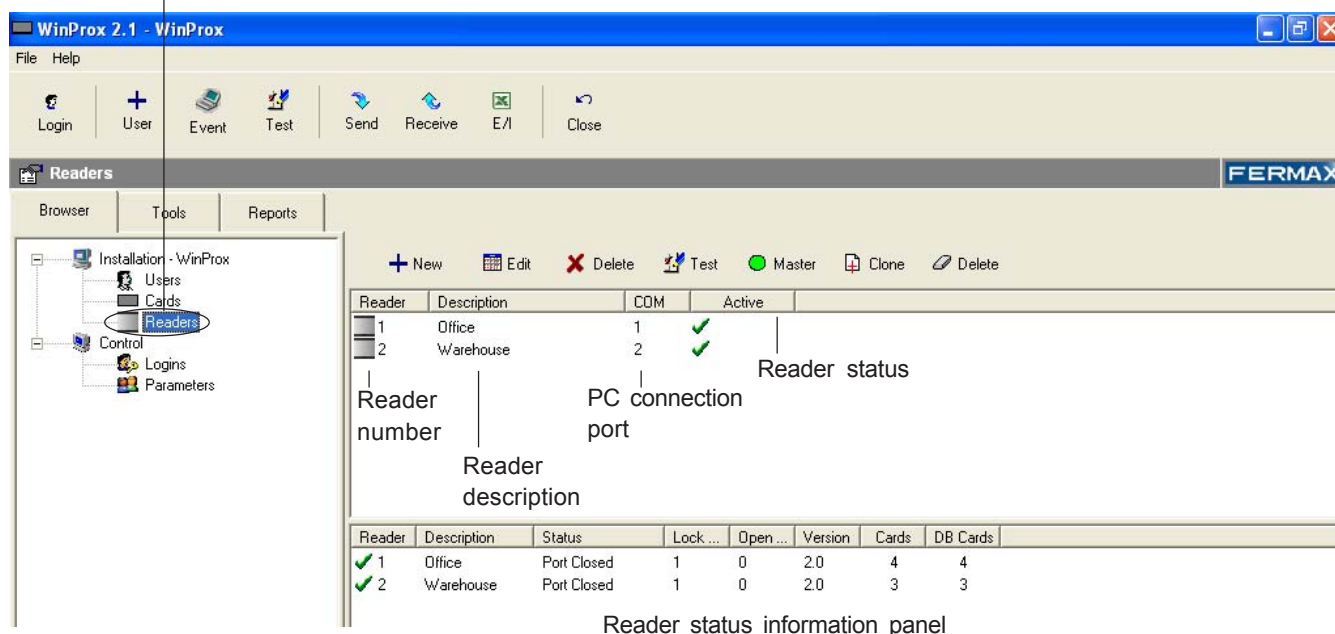 WinProx 2.1 - WinProx
File Help
Login User Event Test Send Receive E/I Close
Readers FERMAX
Browser Tools Reports
Installation - WinProx
Users
Cards
Readers
Control
Logins
Parameters
New Edit Delete Test Master Clone Delete
Reader Description COM Active
1 Office 1
2 Warehouse 2
Reader status
Reader number
PC connection port
Reader description
Reader Description Status Lock ... Open ... Version Cards DB Cards
1 Office Port Closed 1 0 2.0 4 4
2 Warehouse Port Closed 1 0 2.0 3 3
Reader status information panel